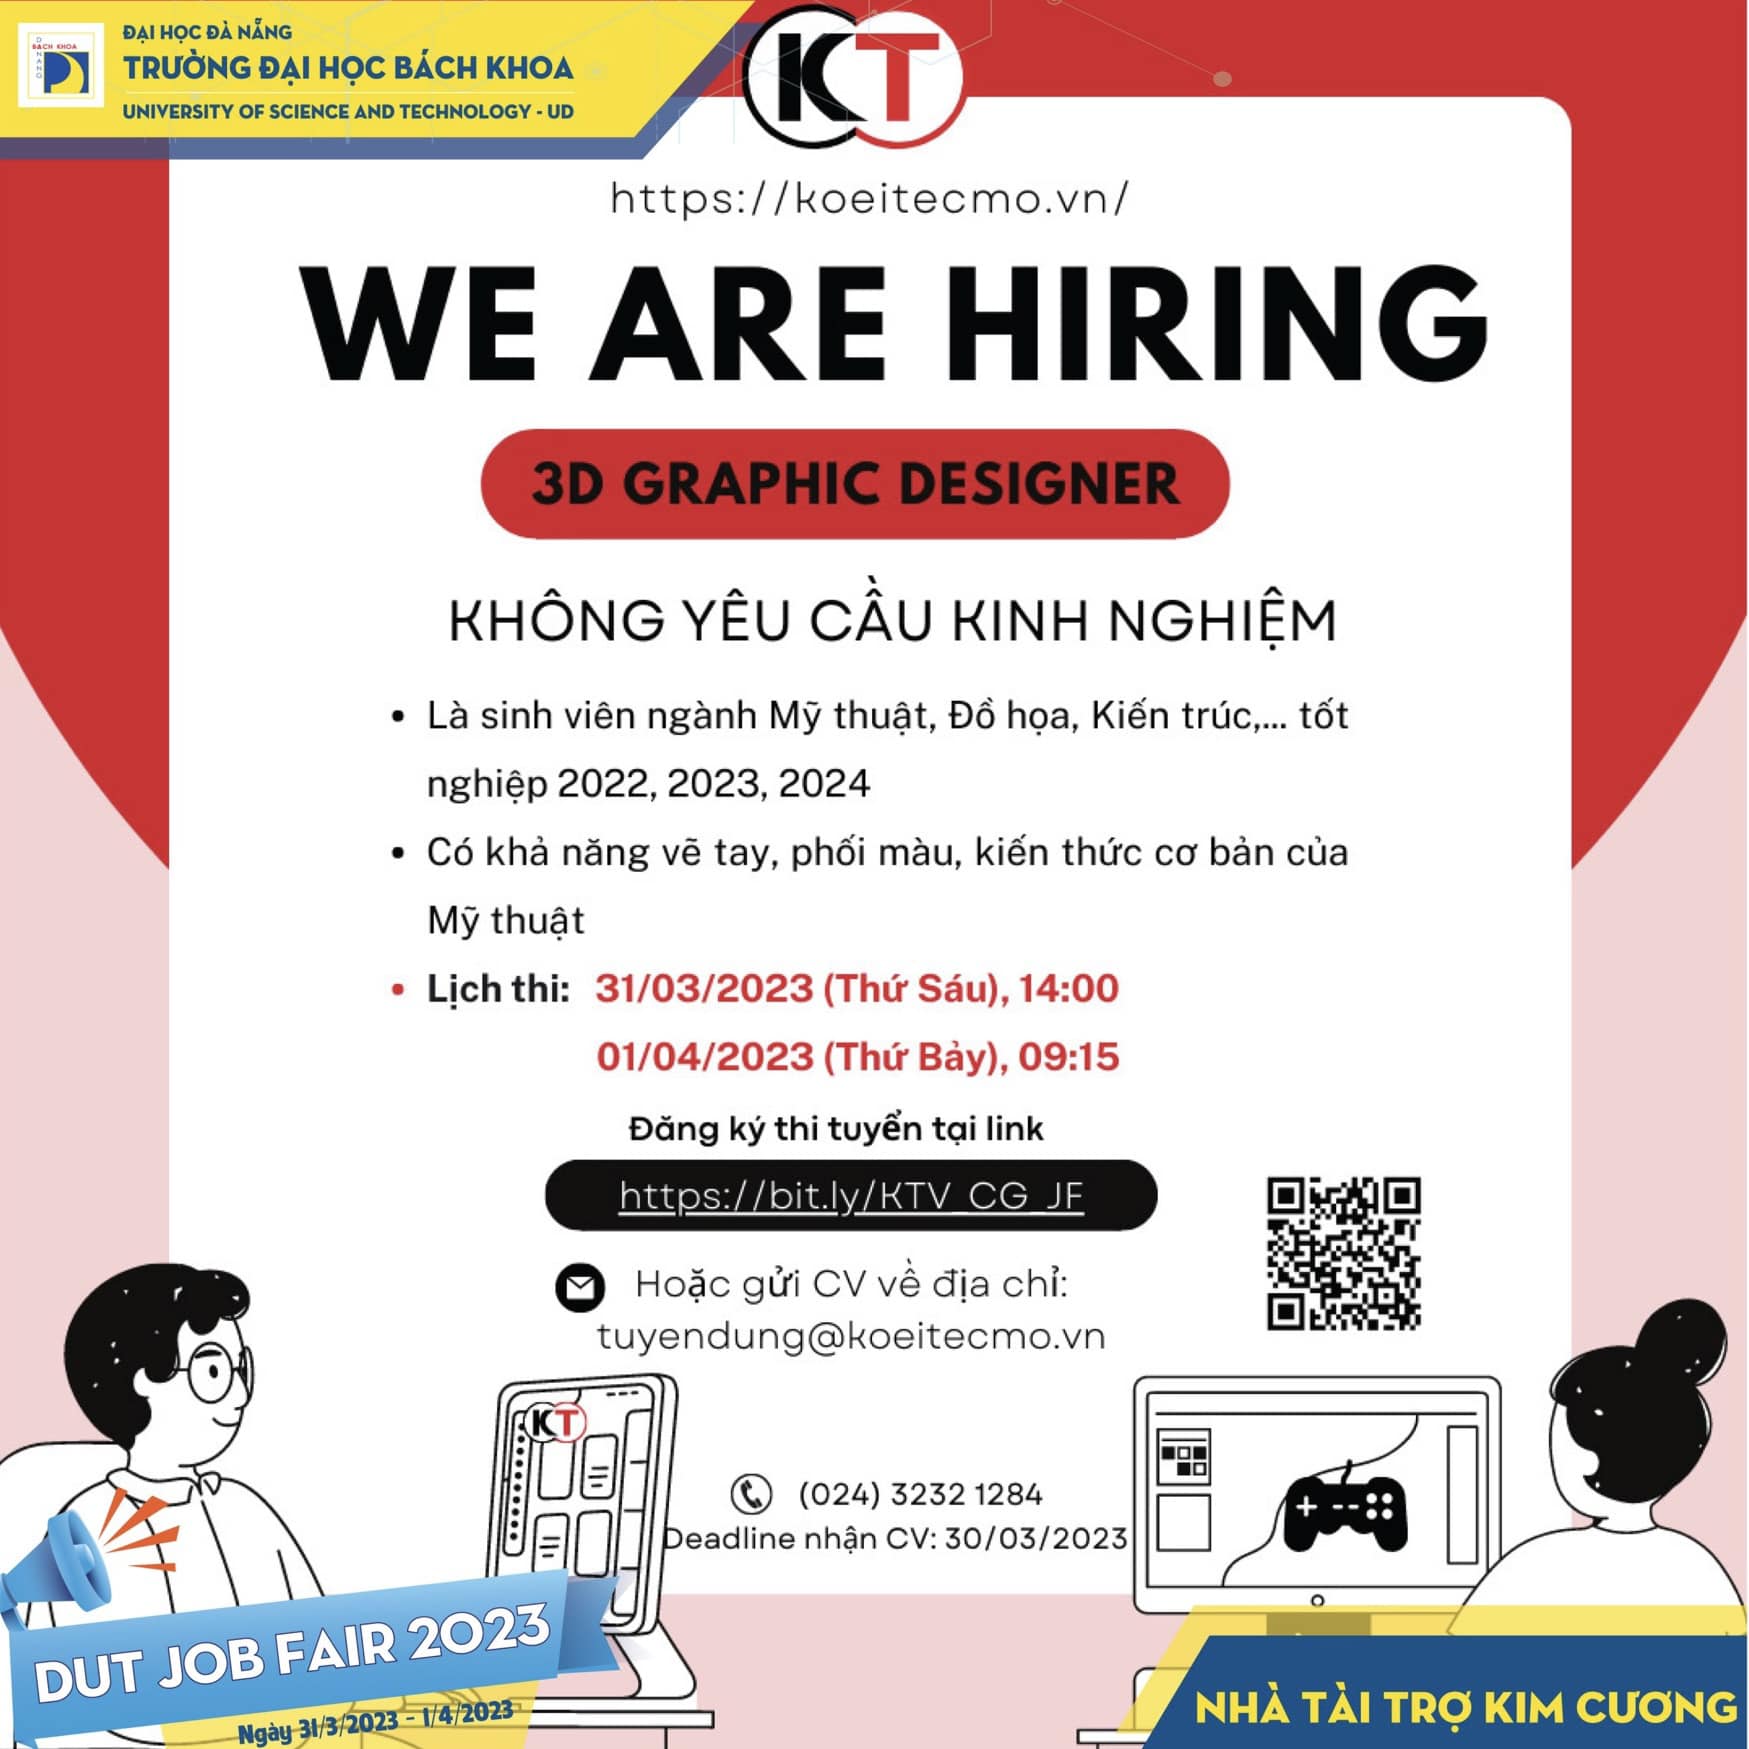 ĐẠI HỌC ĐÀ NẴNG
TRƯỜNG ĐẠI HỌC BÁCH KHOA
UNIVERSITY OF SCIENCE AND TECHNOLOGY - UD
BÁCH KHOA
DANANG
KT
https://koeitecmo.vn/
WE ARE HIRING
3D GRAPHIC DESIGNER
KHÔNG YÊU CẦU KINH NGHIỆM
• Là sinh viên ngành Mỹ thuật, Đồ họa, Kiến trúc,... tốt
nghiệp 2022, 2023, 2024
• Có khả năng vẽ tay, phối màu, kiến thức cơ bản của
Mỹ thuật
• Lịch thi: 31/03/2023 (Thứ Sáu), 14:00
01/04/2023 (Thứ Bảy), 09:15
Đăng ký thi tuyển tại link
https://bit.ly/KTV_CG_JF
Hoặc gửi CV về địa chỉ:
tuyendung@koeitecmo.vn
KT
(024) 3232 1284
Deadline nhận CV: 30/03/2023
DUT JOB FAIR 2023
Ngày 31/3/2023 - 1/4/2023
NHÀ TÀI TRỢ KIM CƯƠNG